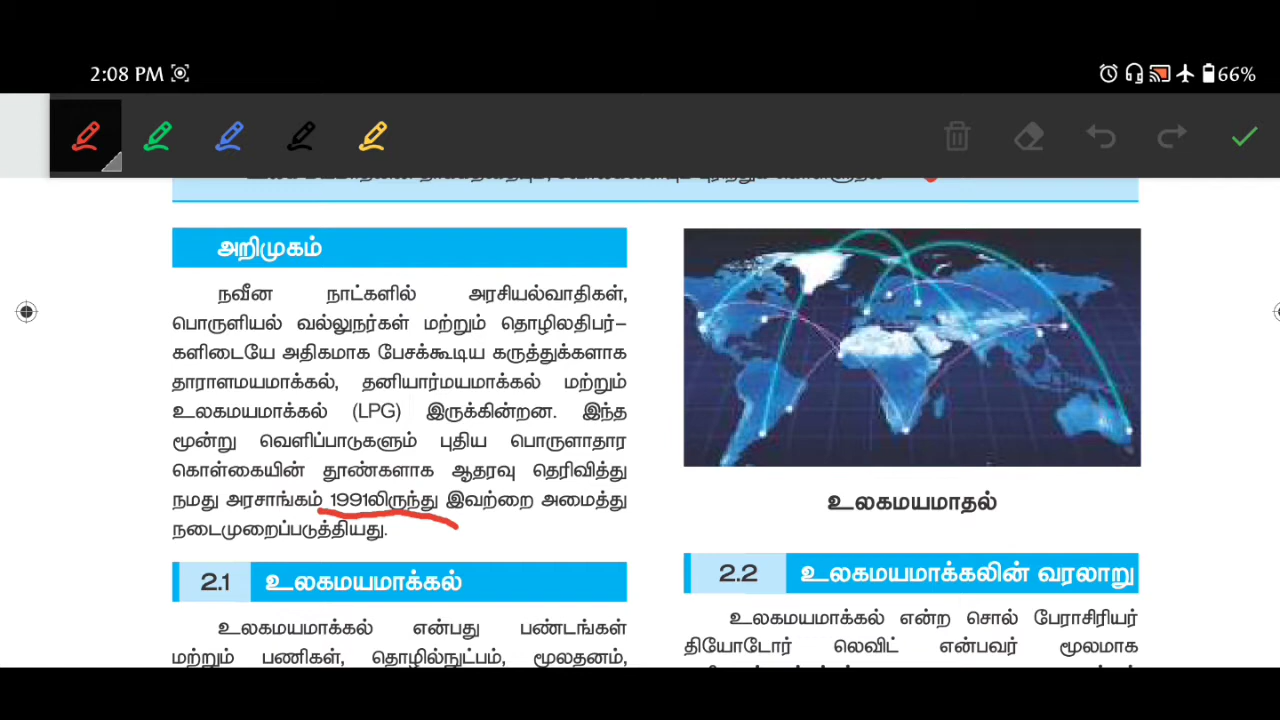 2:08 PM
66%
அறிமுகம்
நவீன நாட்களில் அரசியல்வாதிகள்,
பொருளியல் வல்லுநர்கள் மற்றும் தொழிலதிபர்-
களிடையே அதிகமாக பேசக்கூடிய கருத்துக்களாக
தாராளமயமாக்கல், தனியார்மயமாக்கல் மற்றும்
உலகமயமாக்கல் (LPG) இருக்கின்றன. இந்த
மூன்று வெளிப்பாடுகளும் புதிய பொருளாதார
கொள்கையின் தூண்களாக ஆதரவு தெரிவித்து
நமது அரசாங்கம் 1991லிருந்து இவற்றை அமைத்து
நடைமுறைப்படுத்தியது.
2.1 உலகமயமாக்கல்
உலகமயமாக்கல் என்பது பண்டங்கள்
மற்றும் பணிகள், தொழில்நுட்பம், மூலதனம்,
உலகமயமாதல்
2.2 உலகமயமாக்கலின் வரலாறு
உலகமயமாக்கல் என்ற சொல் பேராசிரியர்
தியோடோர் லெவிட் என்பவர் மூலமாக